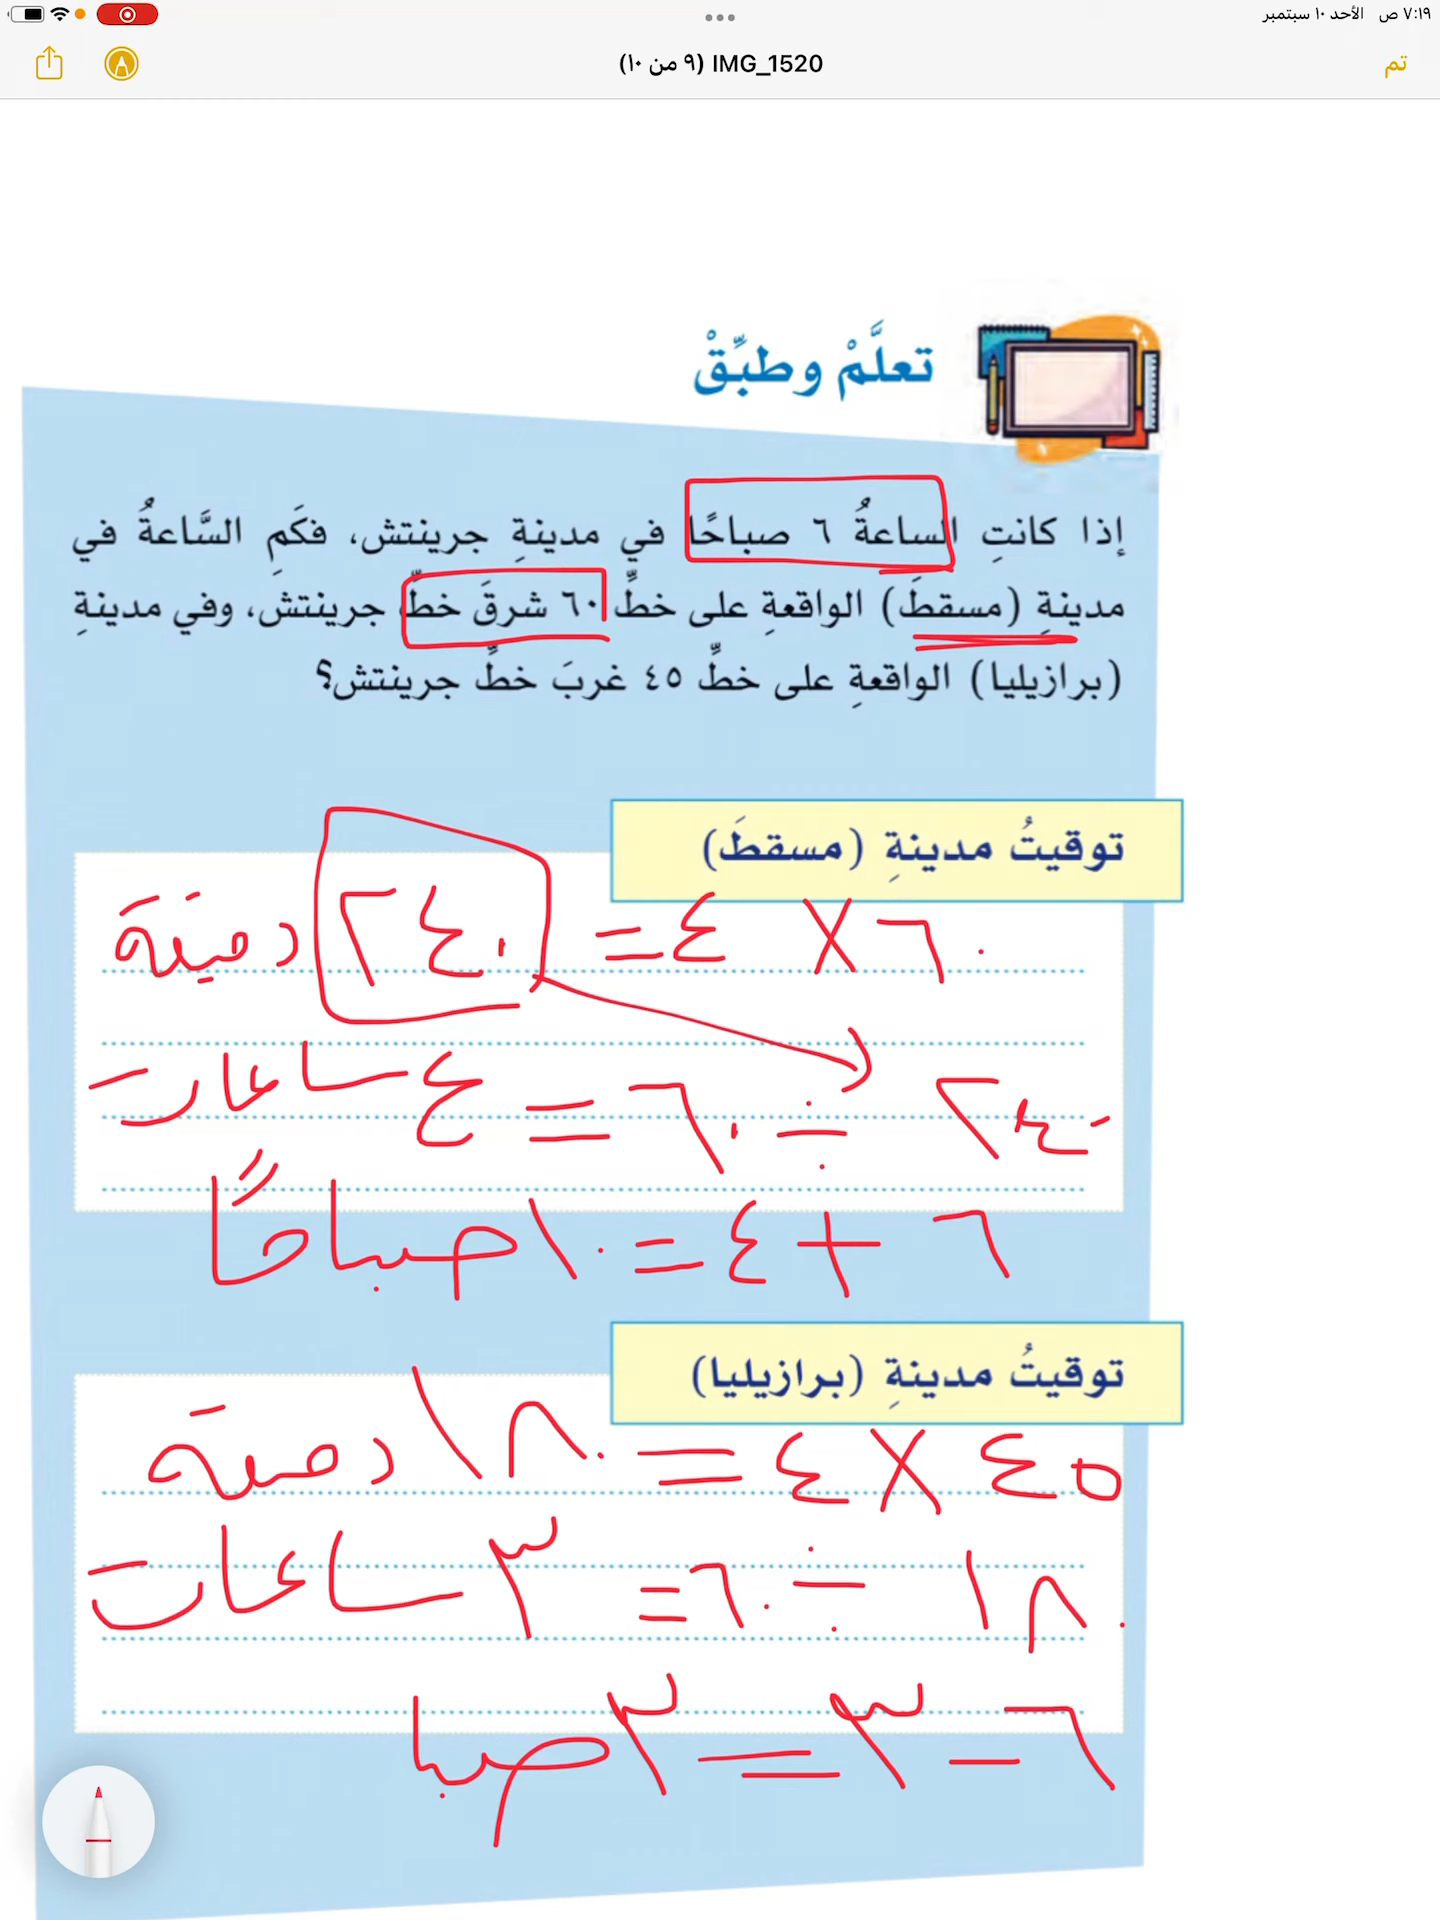 ٧:١٩ ص الأحد ١٠ سبتمبر
IMG_1520 (٩ من ١٠)
تم
تعلَّمْ وطبِّقْ
إذا كانتِ الساعةُ ٦ صباحًا في مدينةِ جرينتش، فكَمِ السَّاعةُ في
مدينةِ (مسقطَ) الواقعةِ على خطِّ ٦٠ شرقَ خطِّ جرينتش، وفي مدينةِ
(برازيليا) الواقعةِ على خطِّ ٤٥ غربَ خطِّ جرينتش؟
توقيتُ مدينةِ (مسقطَ)
٦٠ × ٤ = ٢٤٠ دقيقة
٢٤٠ ÷ ٦٠ = ٤ ساعات
٦ + ٤ = ١٠ صباحًا
توقيتُ مدينةِ (برازيليا)
٤٥ × ٤ = ١٨٠ دقيقة
١٨٠ ÷ ٦٠ = ٣ ساعات
٦ – ٣ = ٣ صبا